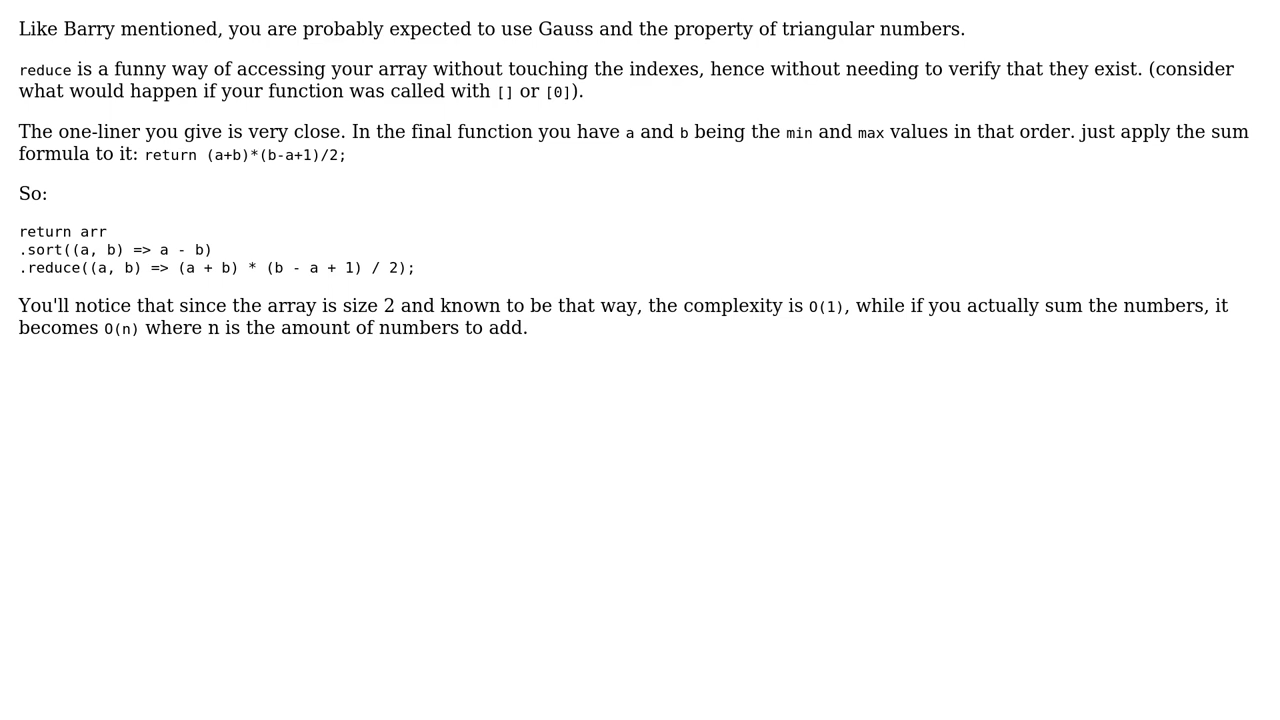 Like Barry mentioned, you are probably expected to use Gauss and the property of triangular numbers.
reduce is a funny way of accessing your array without touching the indexes, hence without needing to verify that they exist. (consider
what would happen if your function was called with [] or [0]).
The one-liner you give is very close. In the final function you have a and b being the min and max values in that order. just apply the sum
formula to it: return (a+b)*(b-a+1)/2;
So:
return arr
.sort((a, b) => a - b)
.reduce((a, b) => (a + b) * (b - a + 1) / 2);
You'll notice that since the array is size 2 and known to be that way, the complexity is O(1), while if you actually sum the numbers, it
becomes O(n) where n is the amount of numbers to add.